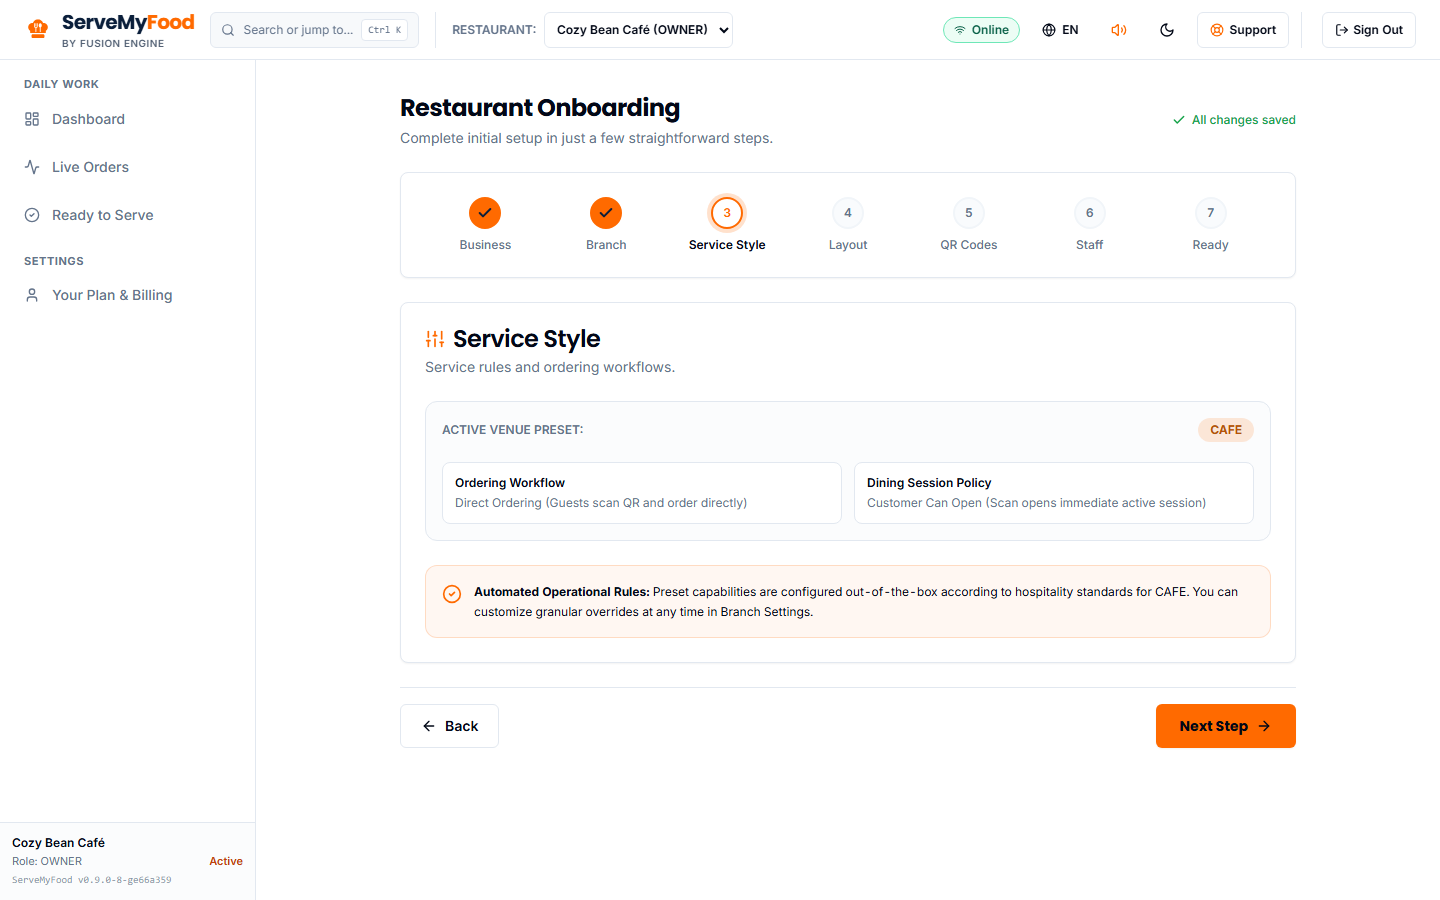 ServeMyFood
BY FUSION ENGINE
Search or jump to...
Ctrl K
RESTAURANT:
Cozy Bean Café (OWNER)
Online
EN
Support
Sign Out
DAILY WORK
Dashboard
Live Orders
Ready to Serve
SETTINGS
Your Plan & Billing
Restaurant Onboarding
Complete initial setup in just a few straightforward steps.
All changes saved
3
4
5
6
7
Business
Branch
Service Style
Layout
QR Codes
Staff
Ready
Service Style
Service rules and ordering workflows.
ACTIVE VENUE PRESET:
CAFE
Ordering Workflow
Direct Ordering (Guests scan QR and order directly)
Dining Session Policy
Customer Can Open (Scan opens immediate active session)
Automated Operational Rules: Preset capabilities are configured out-of-the-box according to hospitality standards for CAFE. You can
customize granular overrides at any time in Branch Settings.
Back
Next Step
Cozy Bean Café
Role: OWNER
Active
ServeMyFood v0.9.0-8-ge66a359